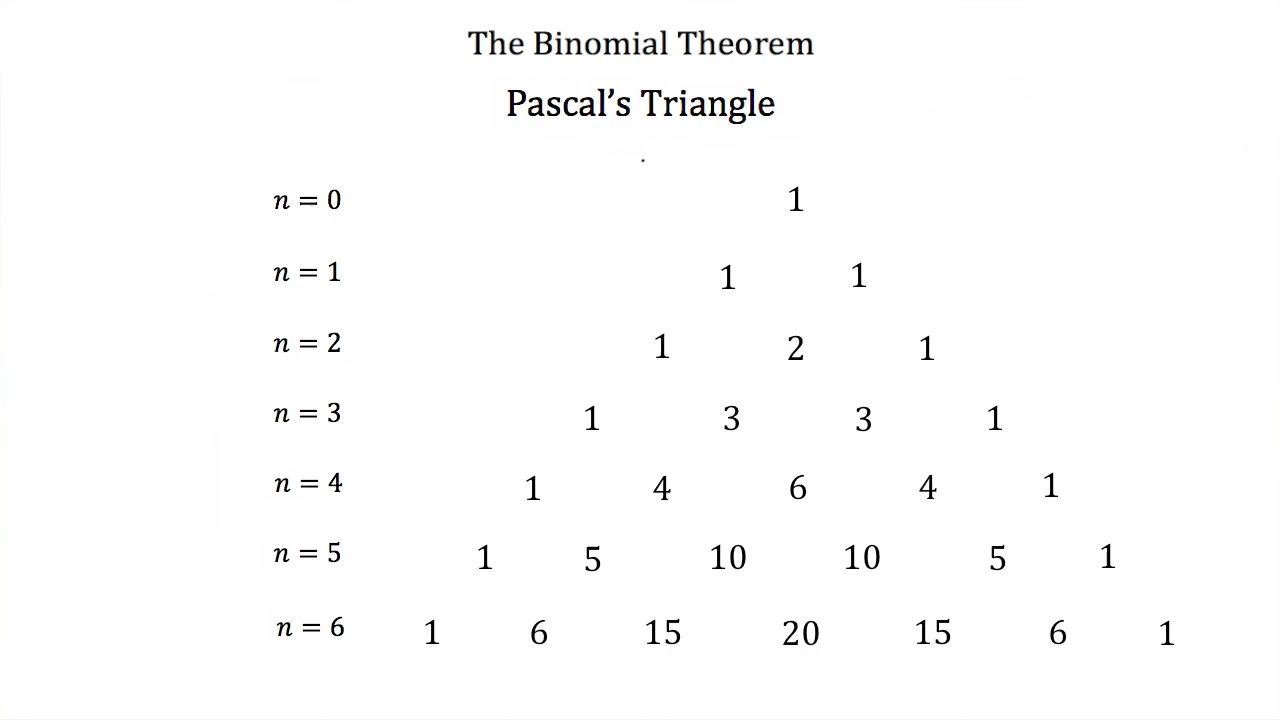 The Binomial Theorem
Pascal's Triangle
n = 0 1
n = 1 1 1
n = 2 1 2 1
n = 3 1 3 3 1
n = 4 1 4 6 4 1
n = 5 1 5 10 10 5 1
n = 6 1 6 15 20 15 6 1